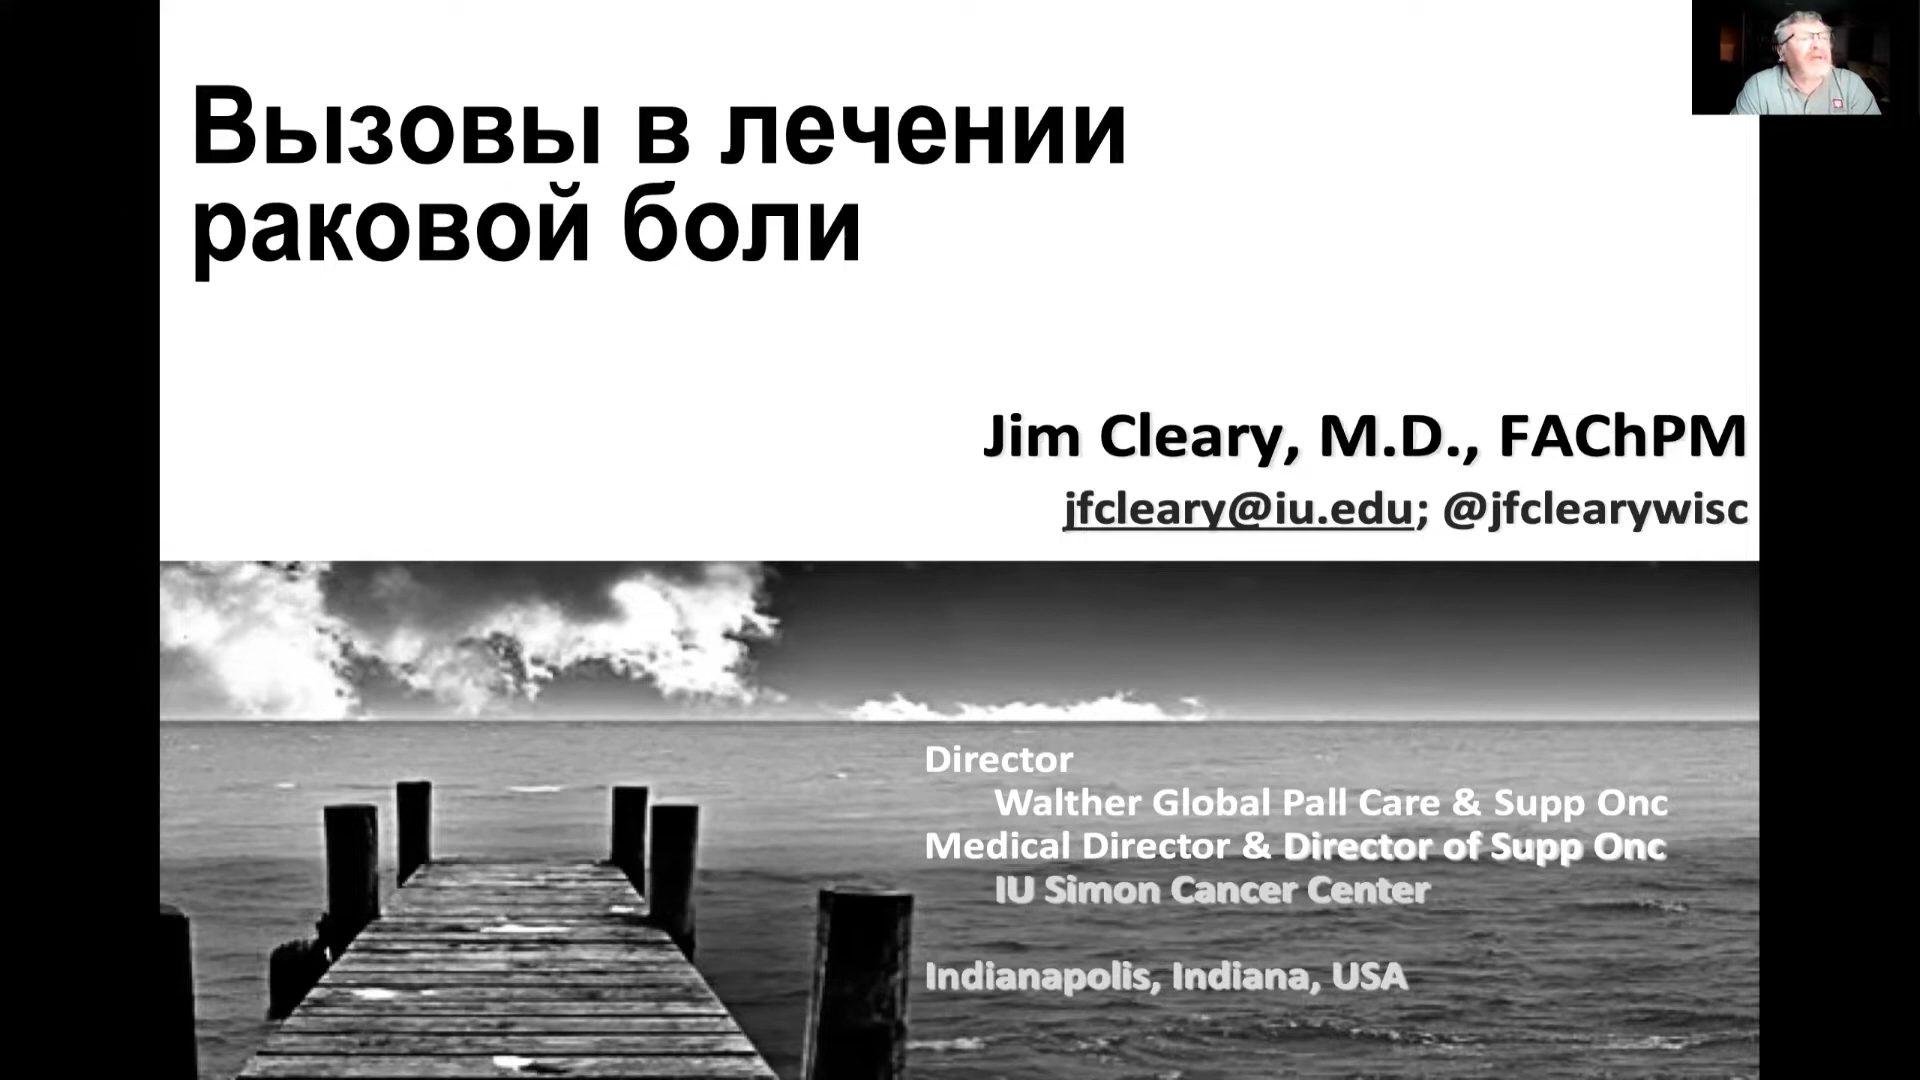 Вызовы в лечении
раковой боли
Jim Cleary, M.D., FAChPM
jfcleary@iu.edu; @jfclearywisc
Director
Walther Global Pall Care & Supp Onc
Medical Director & Director of Supp Onc
IU Simon Cancer Center
Indianapolis, Indiana, USA